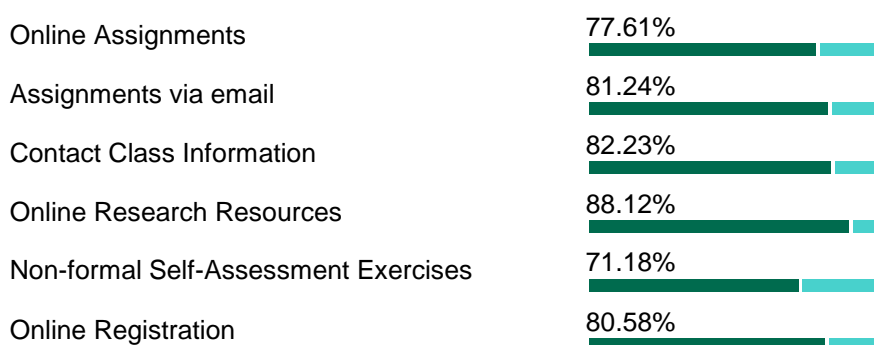 Online Assignments 77.61%
Assignments via email 81.24%
Contact Class Information 82.23%
Online Research Resources 88.12%
Non-formal Self-Assessment Exercises 71.18%
Online Registration 80.58%